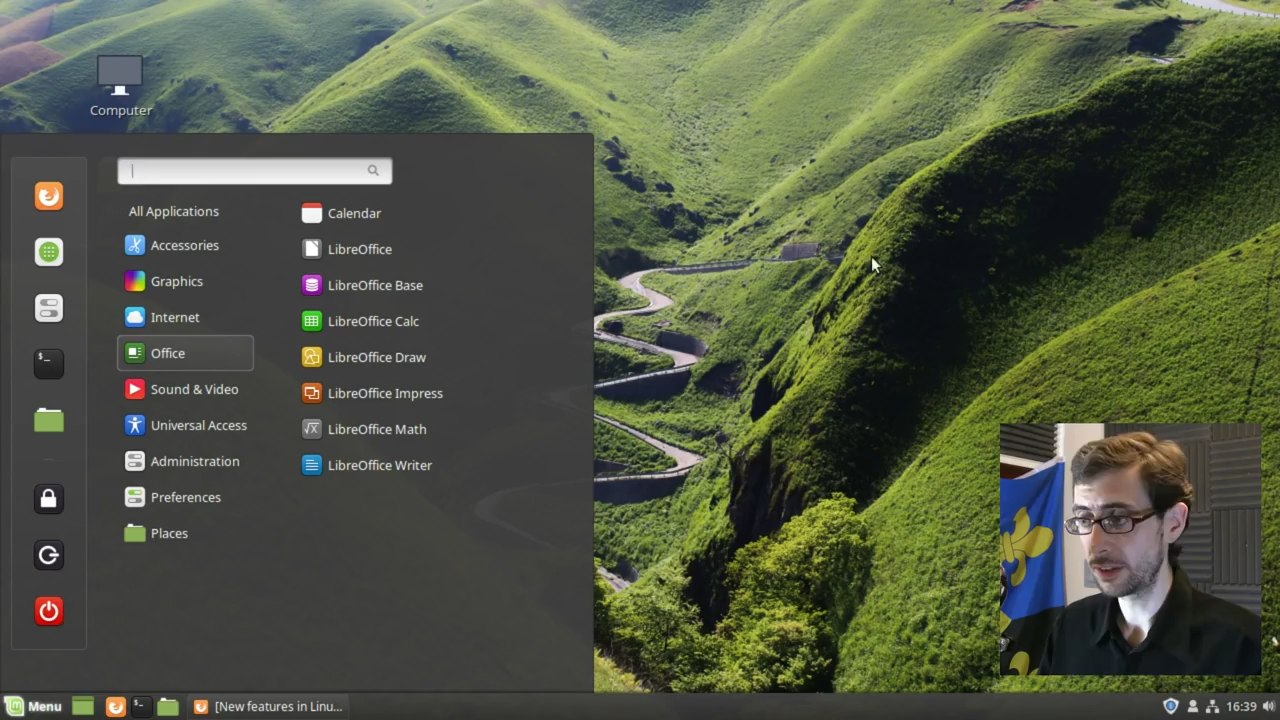 Computer
All Applications
Accessories
Graphics
Internet
Office
Sound & Video
Universal Access
Administration
Preferences
Places
Calendar
LibreOffice
LibreOffice Base
LibreOffice Calc
LibreOffice Draw
LibreOffice Impress
LibreOffice Math
LibreOffice Writer
Menu
[New features in Linu...
16:39